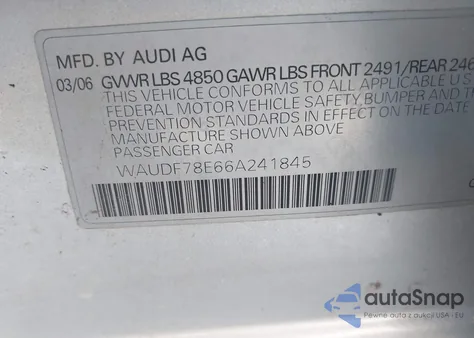 MFD. BY AUDI AG
03/06 GVWR LBS 4850 GAWR LBS FRONT 2491/REAR 246
THIS VEHICLE CONFORMS TO ALL APPLICABLE
FEDERAL MOTOR VEHICLE SAFETY, BUMPER AND
PREVENTION STANDARDS IN EFFECT ON THE DATE OF
MANUFACTURE SHOWN ABOVE
PASSENGER CAR
WAUDF78E66A241845
autoSnap
Pewne auta z aukcji USA - EU